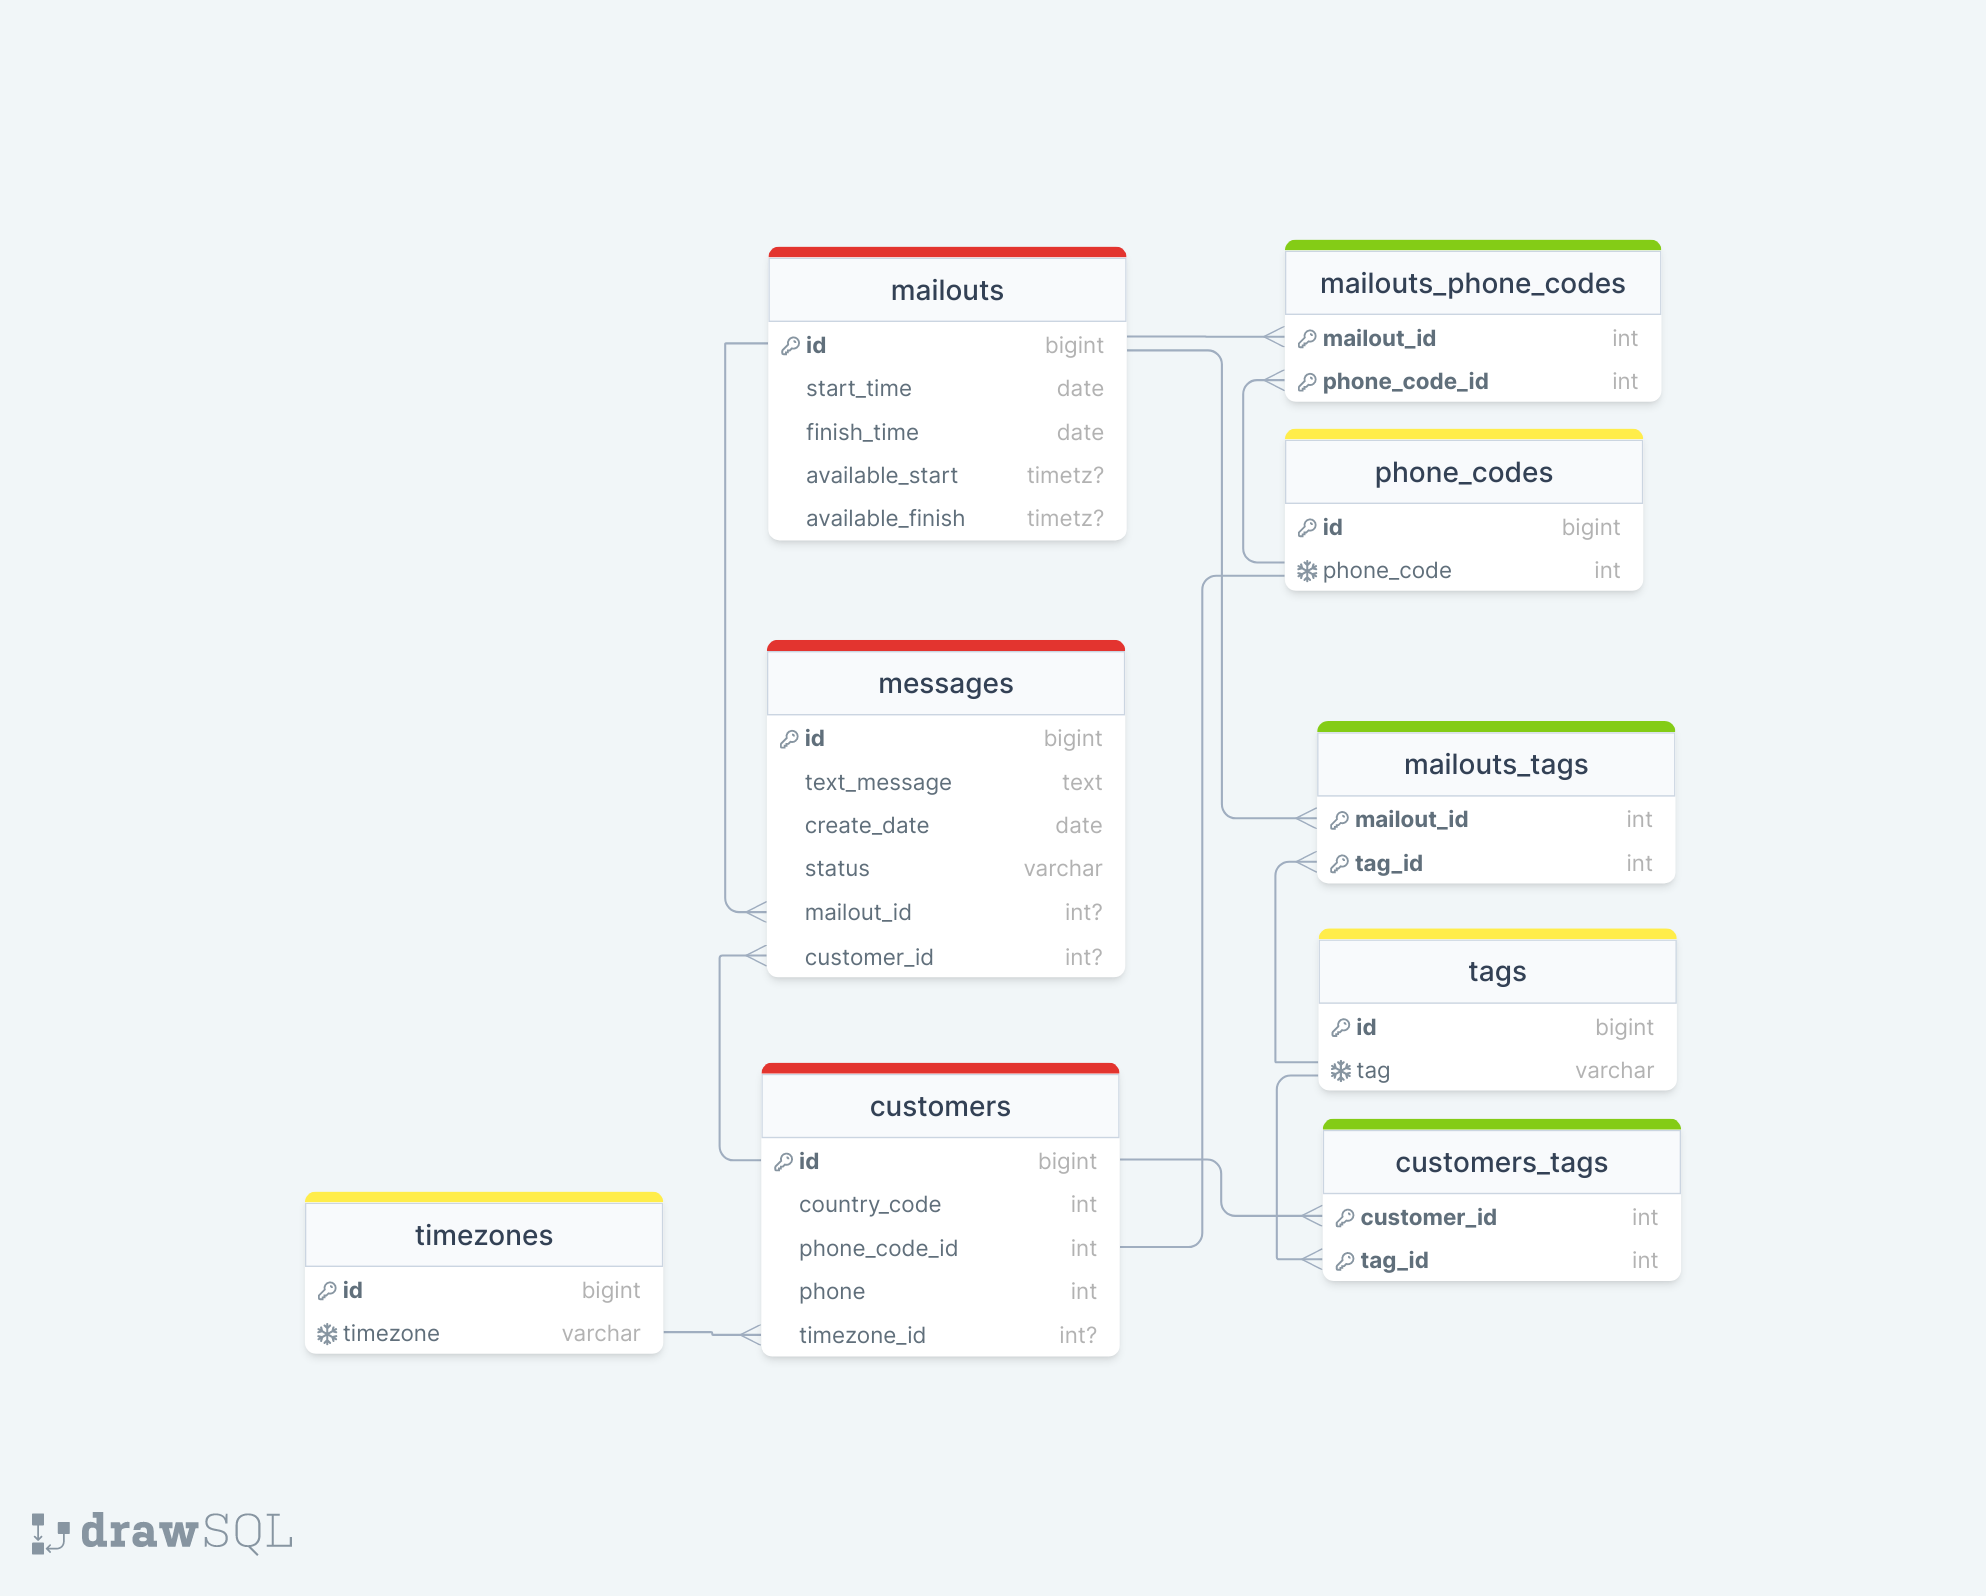 mailouts
id bigint
start_time date
finish_time date
available_start timetz?
available_finish timetz?
mailouts_phone_codes
mailout_id int
phone_code_id int
phone_codes
id bigint
phone_code int
messages
id bigint
text_message text
create_date date
status varchar
mailout_id int?
customer_id int?
mailouts_tags
mailout_id int
tag_id int
tags
id bigint
tag varchar
customers
id bigint
country_code int
phone_code_id int
phone int
timezone_id int?
customers_tags
customer_id int
tag_id int
timezones
id bigint
timezone varchar
drawSQL